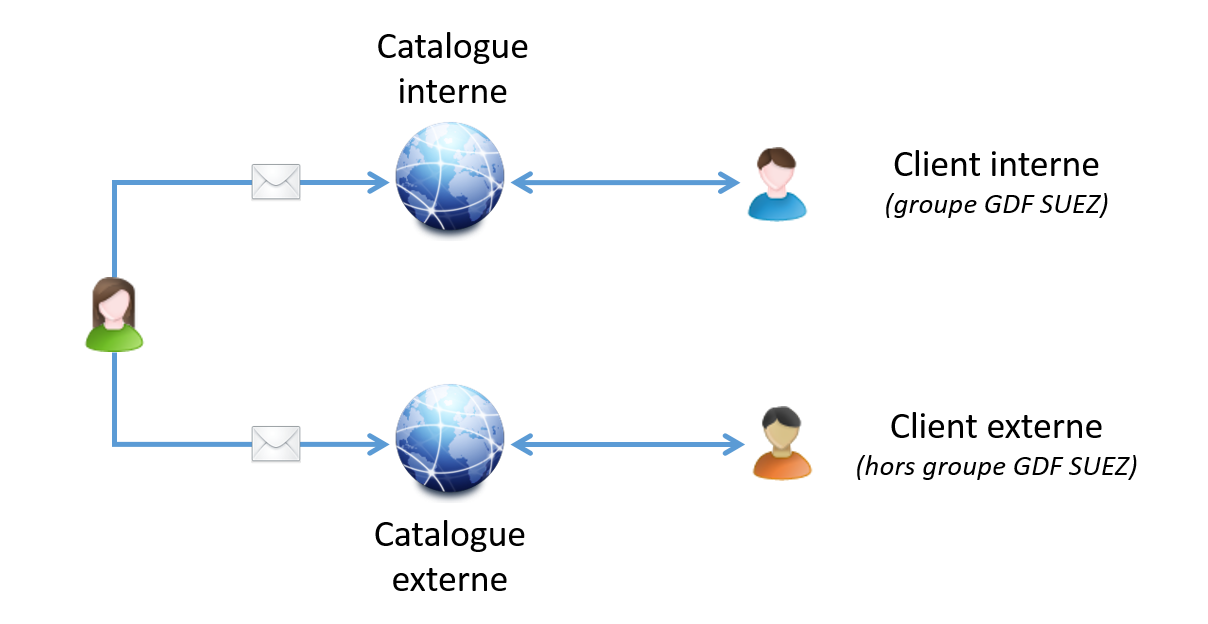 Catalogue
interne
Client interne
(groupe GDF SUEZ)
Client externe
(hors groupe GDF SUEZ)
Catalogue
externe